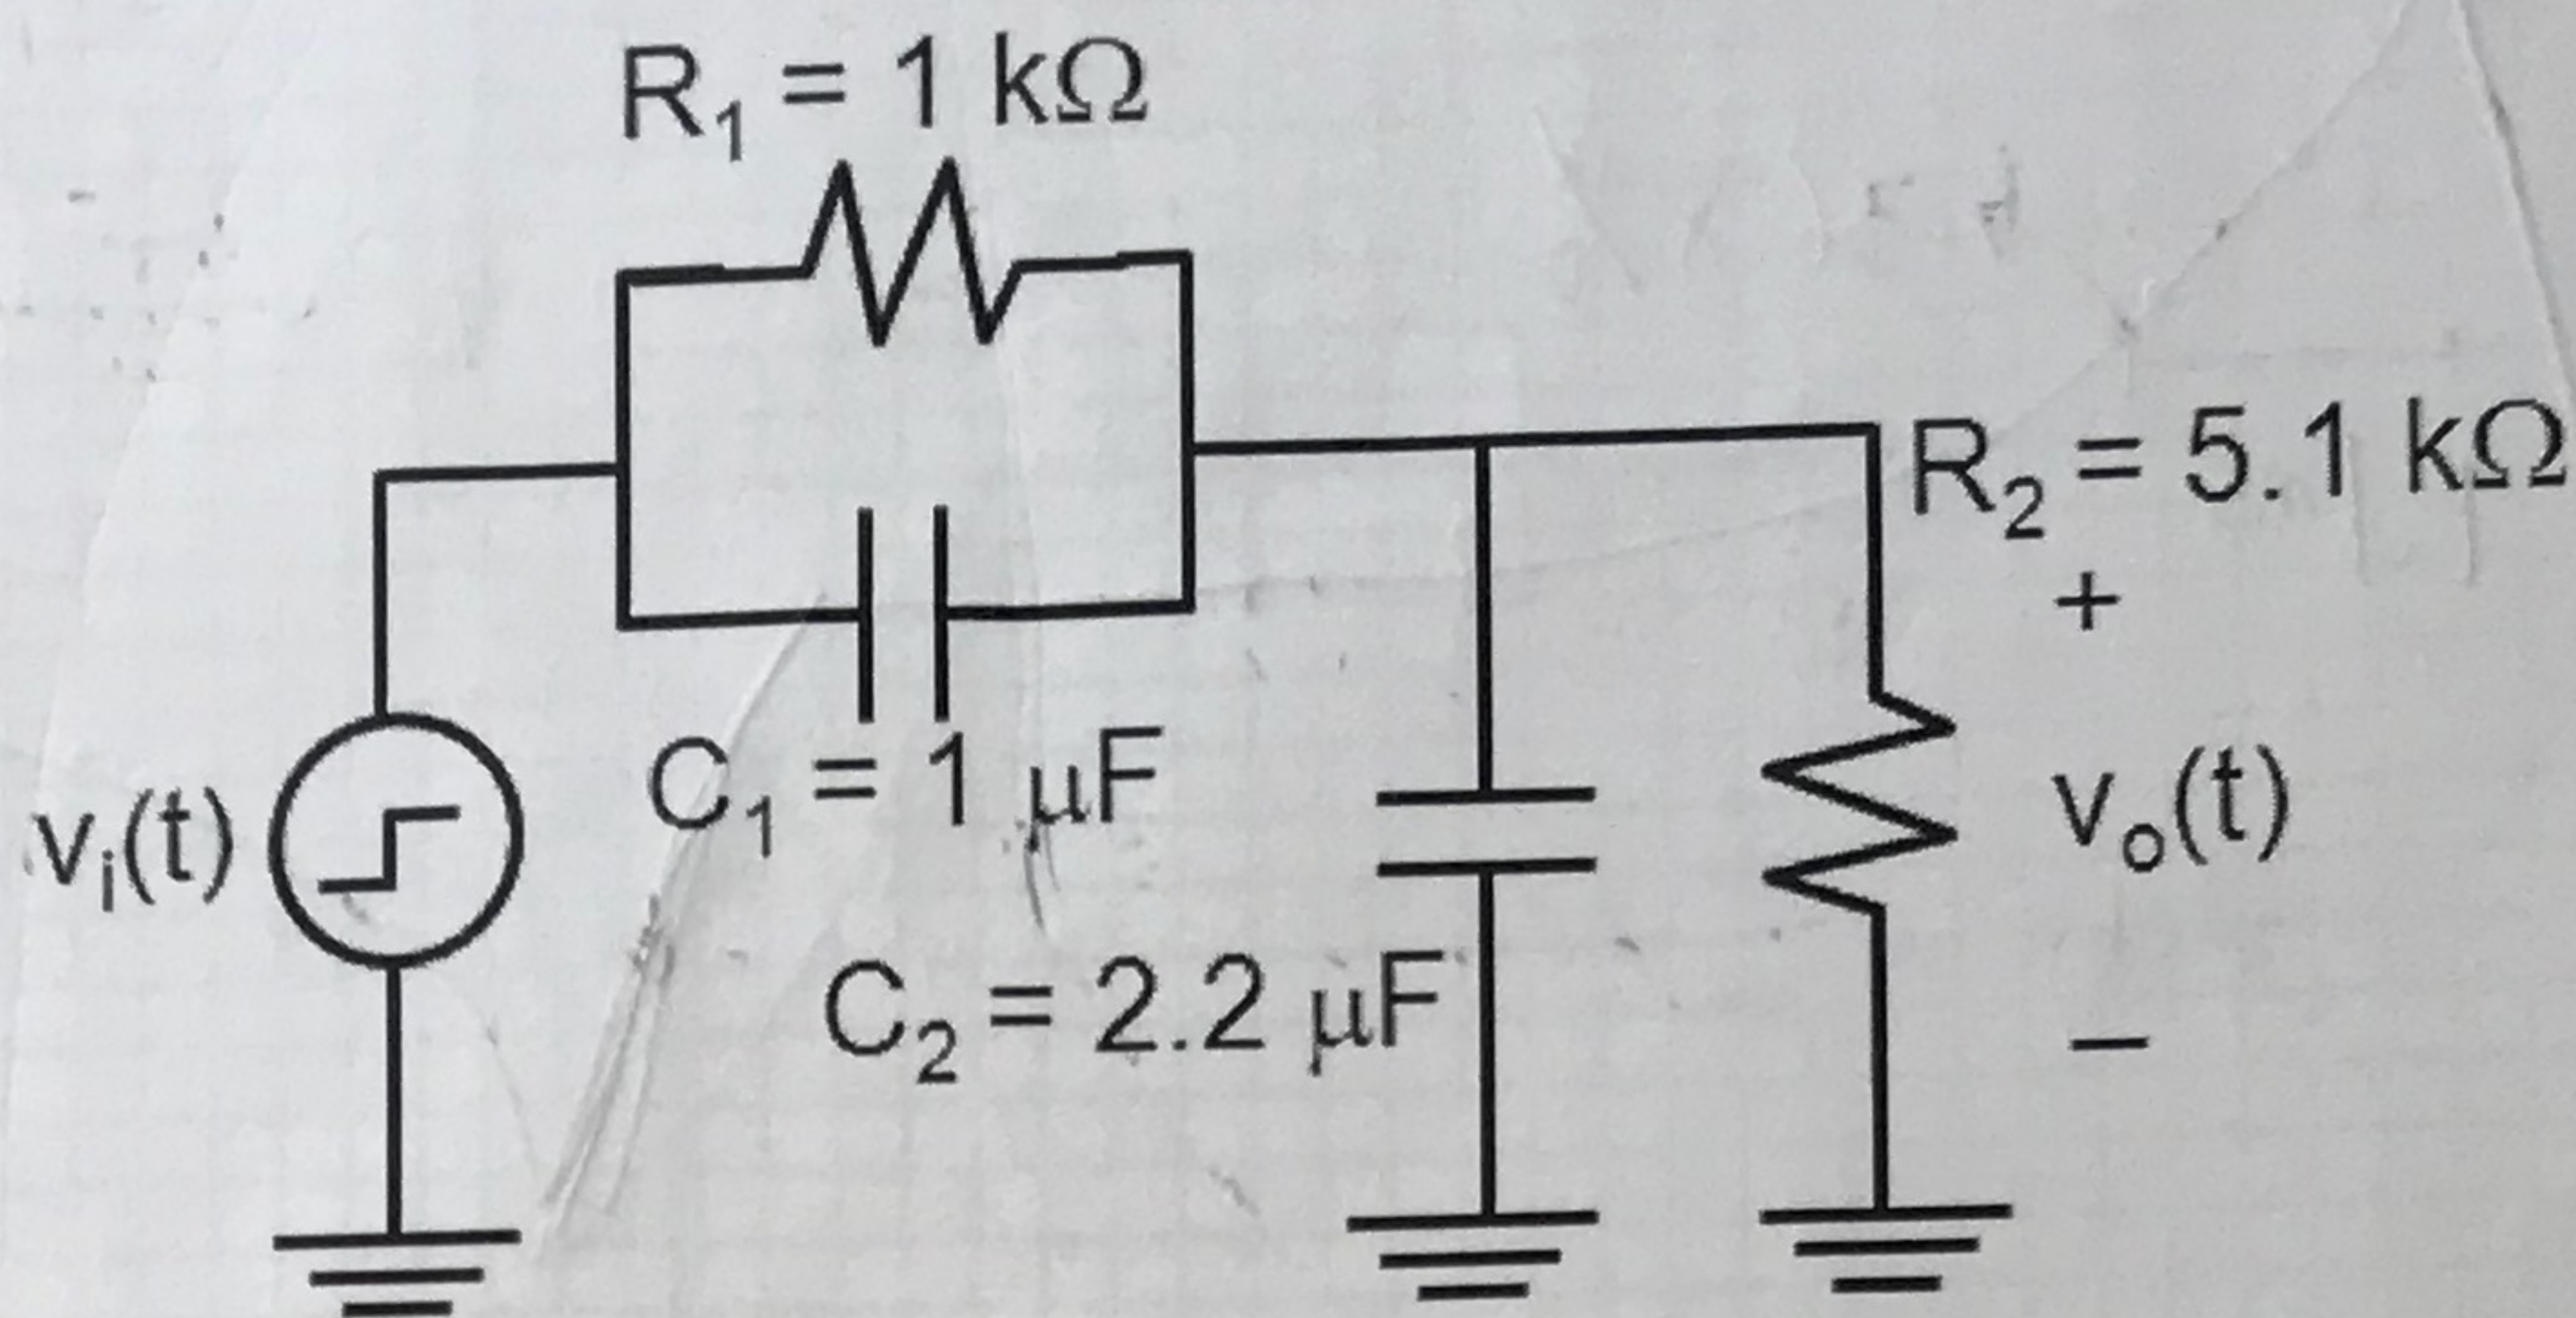 R₁ = 1 kΩ
R₂ = 5.1 kΩ
+
C₁ = 1 μF
vᵢ(t)
vₒ(t)
C₂ = 2.2 μF
−